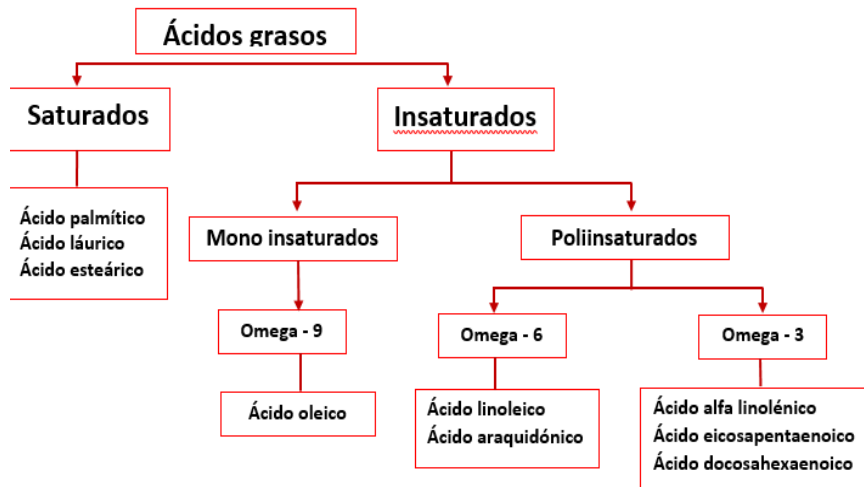 Ácidos grasos
Saturados
Insaturados
Ácido palmítico
Ácido láurico
Ácido esteárico
Mono insaturados
Poliinsaturados
Omega - 9
Omega - 6
Omega - 3
Ácido oleico
Ácido linoleico
Ácido araquidónico
Ácido alfa linolénico
Ácido eicosapentaenoico
Ácido docosahexaenoico